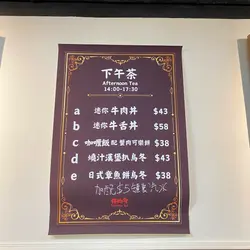 下午茶
Afternoon Tea
14:00-17:30
a 迷你牛肉丼 $43
b 迷你牛舌丼 $58
c 咖喱飯配蟹肉可樂餅 $38
d 燒汁漢堡扒烏冬 $43
e 日式章魚餅烏冬 $38